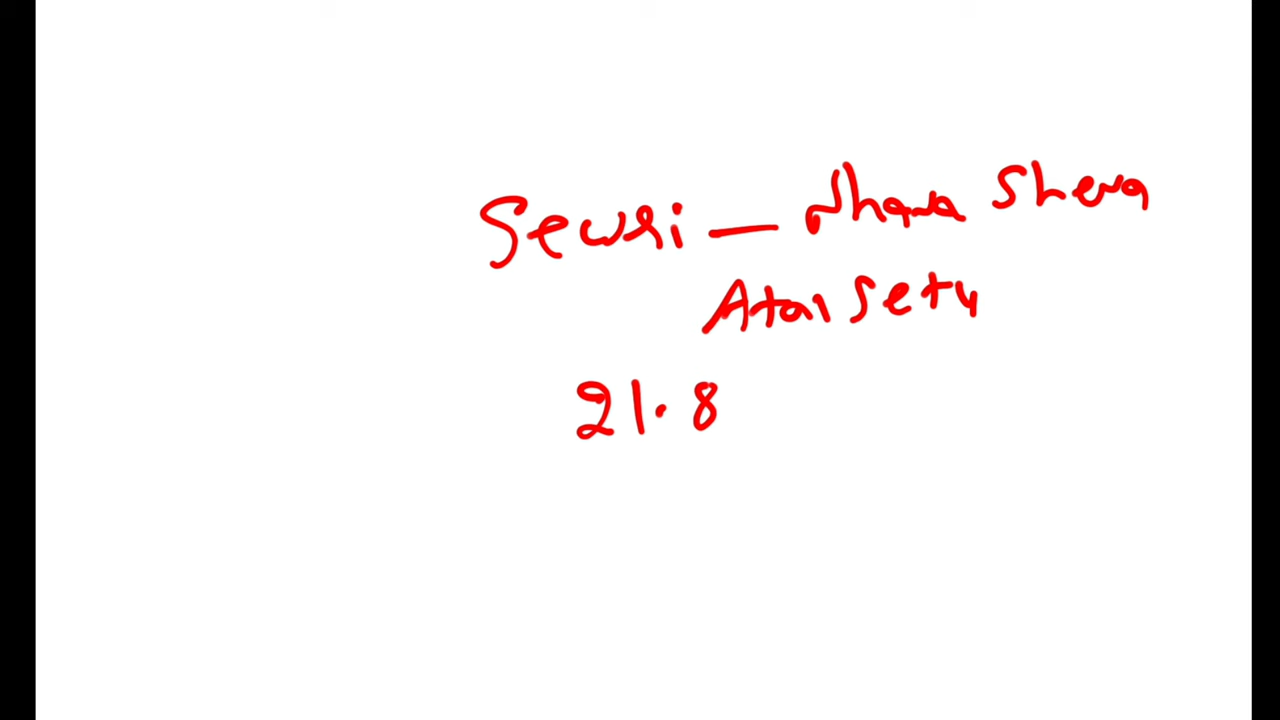 Sewri — Nhava Sheva
Atal Setu
21.8